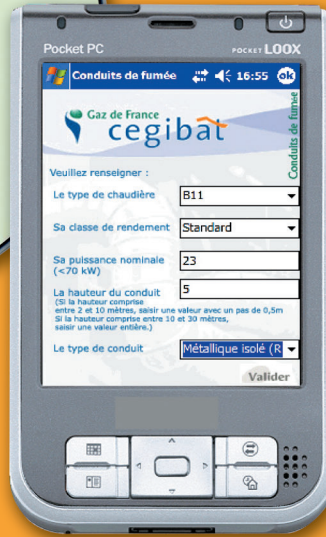 Pocket PC
POCKET LOOX
Conduits de fumée
16:55
ok
Gaz de France
cegibat
Conduits de fumée
Veuillez renseigner :
Le type de chaudière
B11
Sa classe de rendement
Standard
Sa puissance nominale
(<70 kW)
23
La hauteur du conduit
5
(Si la hauteur comprise
entre 2 et 10 mètres, saisir une valeur avec un pas de 0,5m
Si la hauteur comprise entre 10 et 30 mètres,
saisir une valeur entière.)
Le type de conduit
Métallique isolé (R
Valider